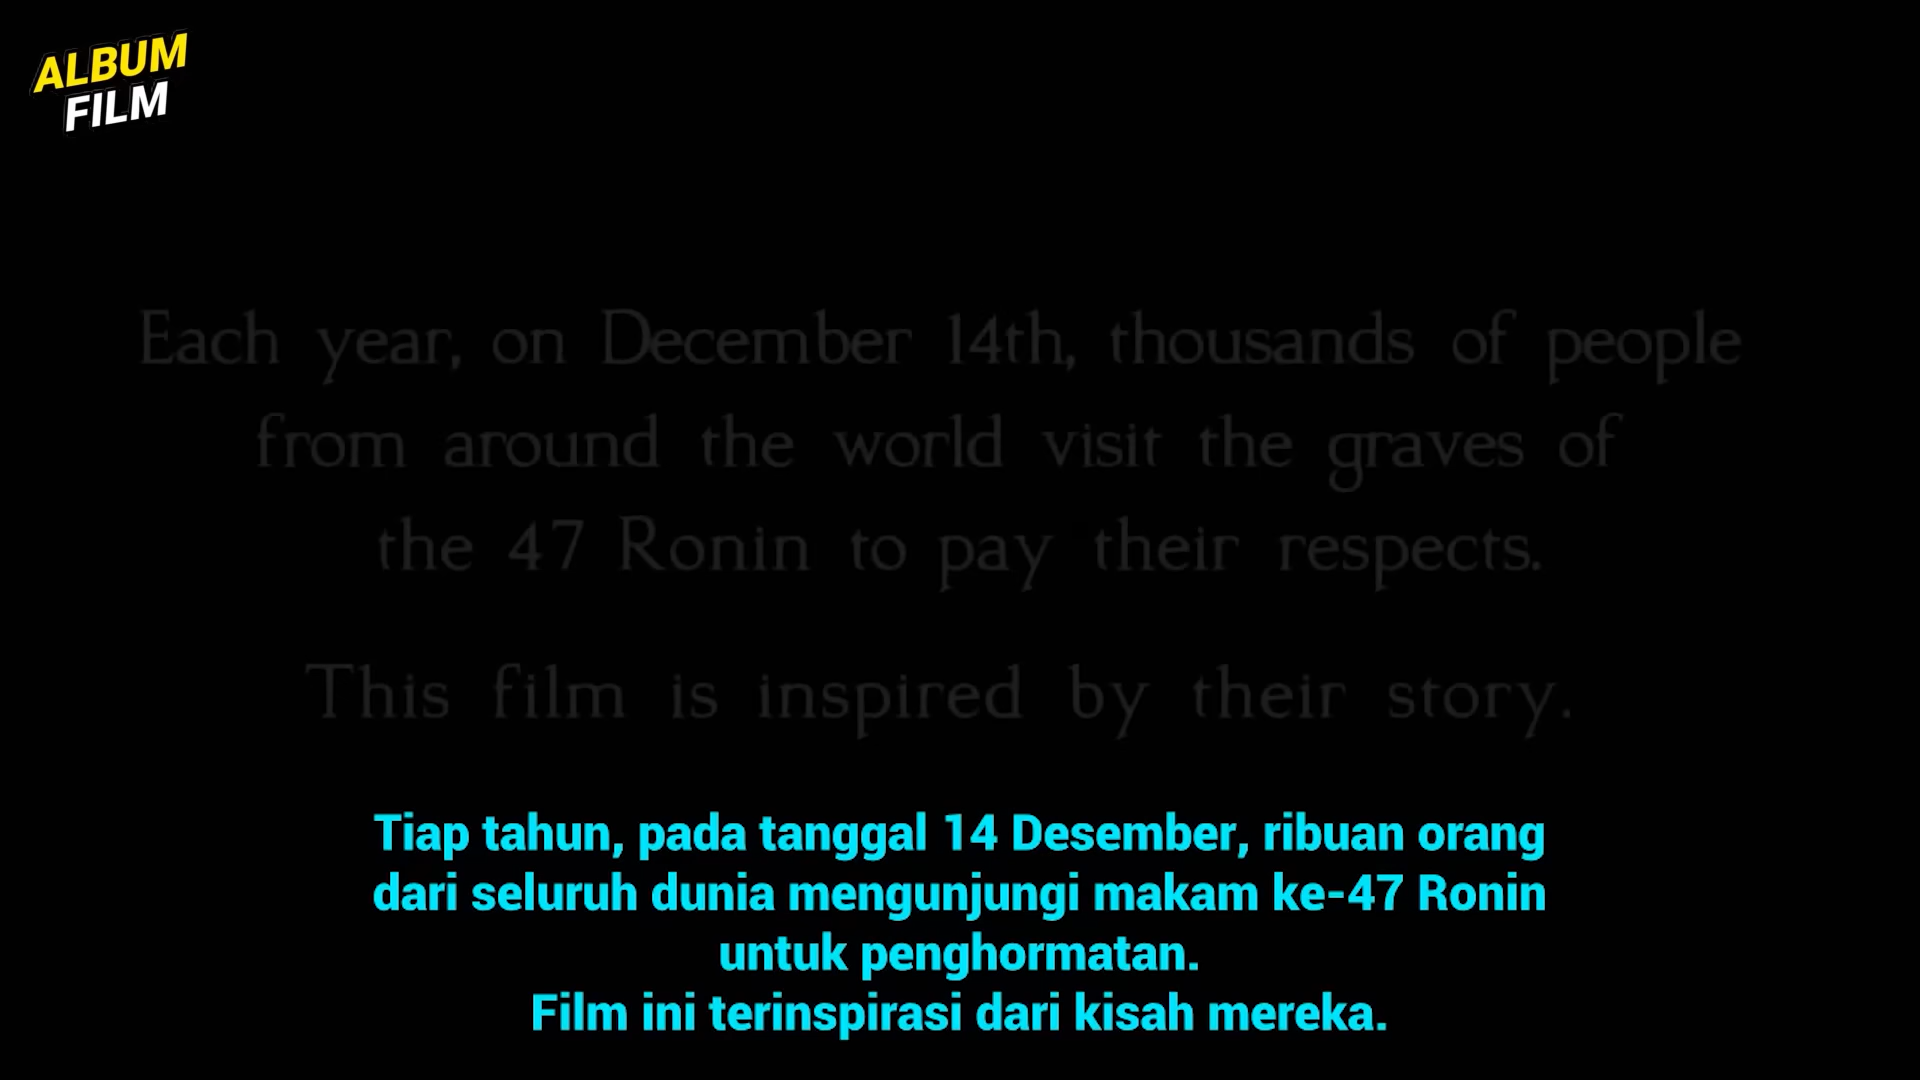 ALBUM
FILM
Each year, on December 14th, thousands of people
from around the world visit the graves of
the 47 Ronin to pay their respects.
This film is inspired by their story.
Tiap tahun, pada tanggal 14 Desember, ribuan orang
dari seluruh dunia mengunjungi makam ke-47 Ronin
untuk penghormatan.
Film ini terinspirasi dari kisah mereka.